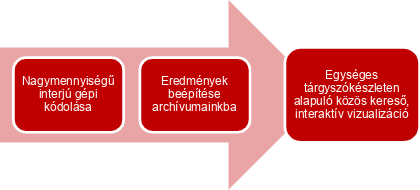 Nagymennyiségű
interjú gépi
kódolása
Eredmények
beépítése
archívumainkba
Egységes
tárgyszókészleten
alapuló közös kereső,
interaktív vizualizáció